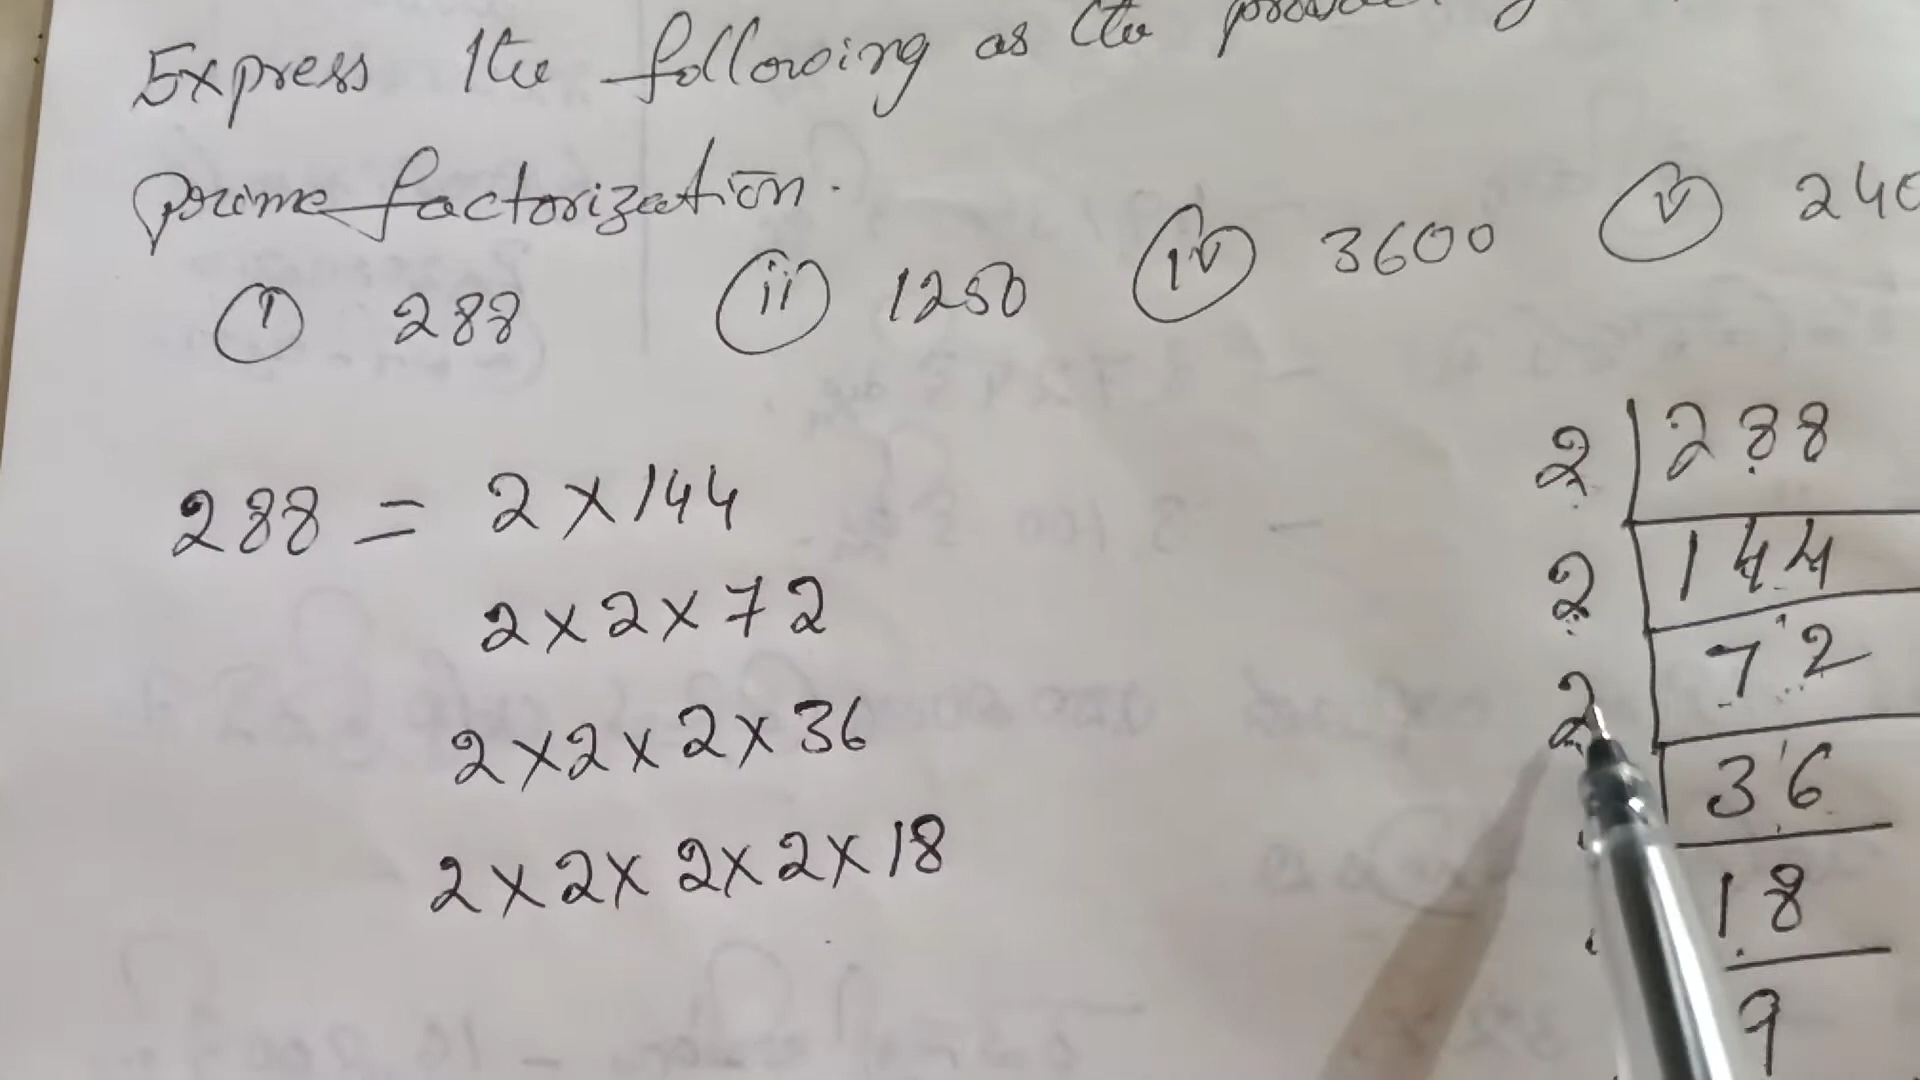 Express the following as the product
prime factorization.
i 288 ii 1250 iv 3600 v 240
288 = 2 × 144
2 × 2 × 72
2 × 2 × 2 × 36
2 × 2 × 2 × 2 × 18
2 288
2 144
2 72
36
18
9